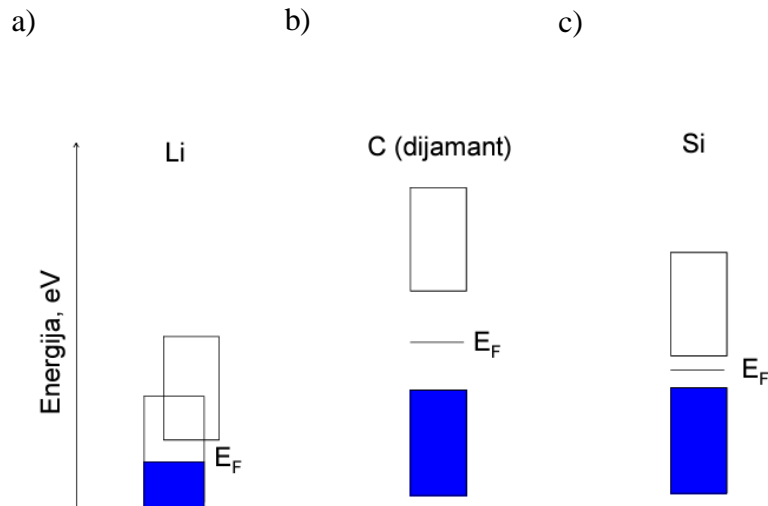 a)
b)
c)
Li
C (dijamant)
Si
Energija, eV
E_F
E_F
E_F